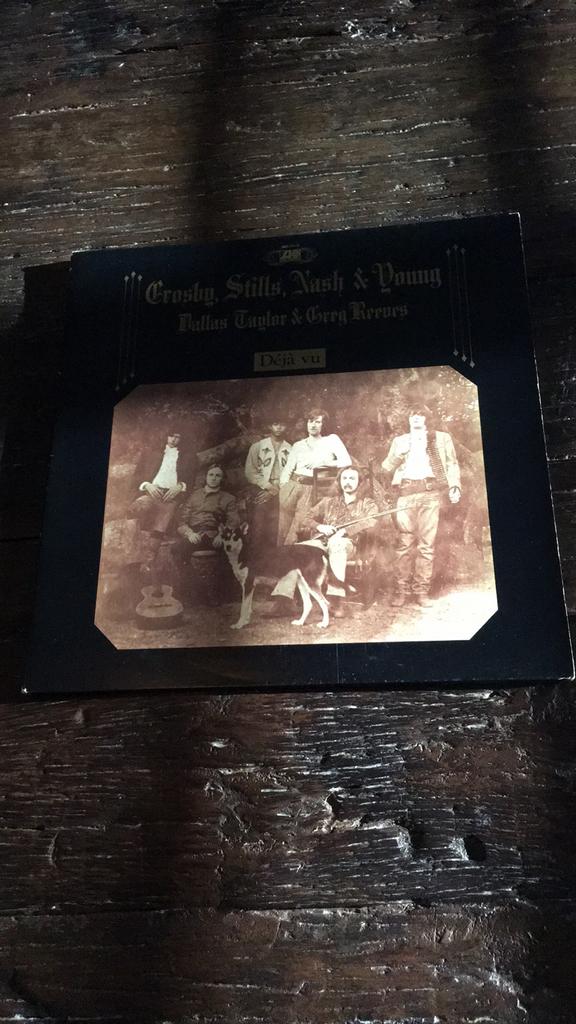 Crosby, Stills, Nash & Young
Dallas Taylor & Greg Reeves
Déjà vu